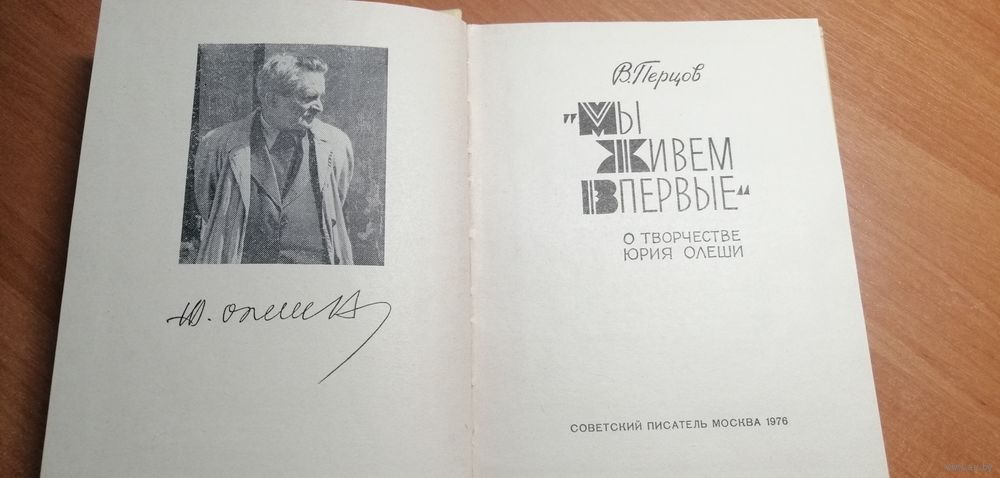 Ю. Олеша
В. Перцов
"Мы
Живем
Впервые"
О ТВОРЧЕСТВЕ
ЮРИЯ ОЛЕШИ
СОВЕТСКИЙ ПИСАТЕЛЬ МОСКВА 1976